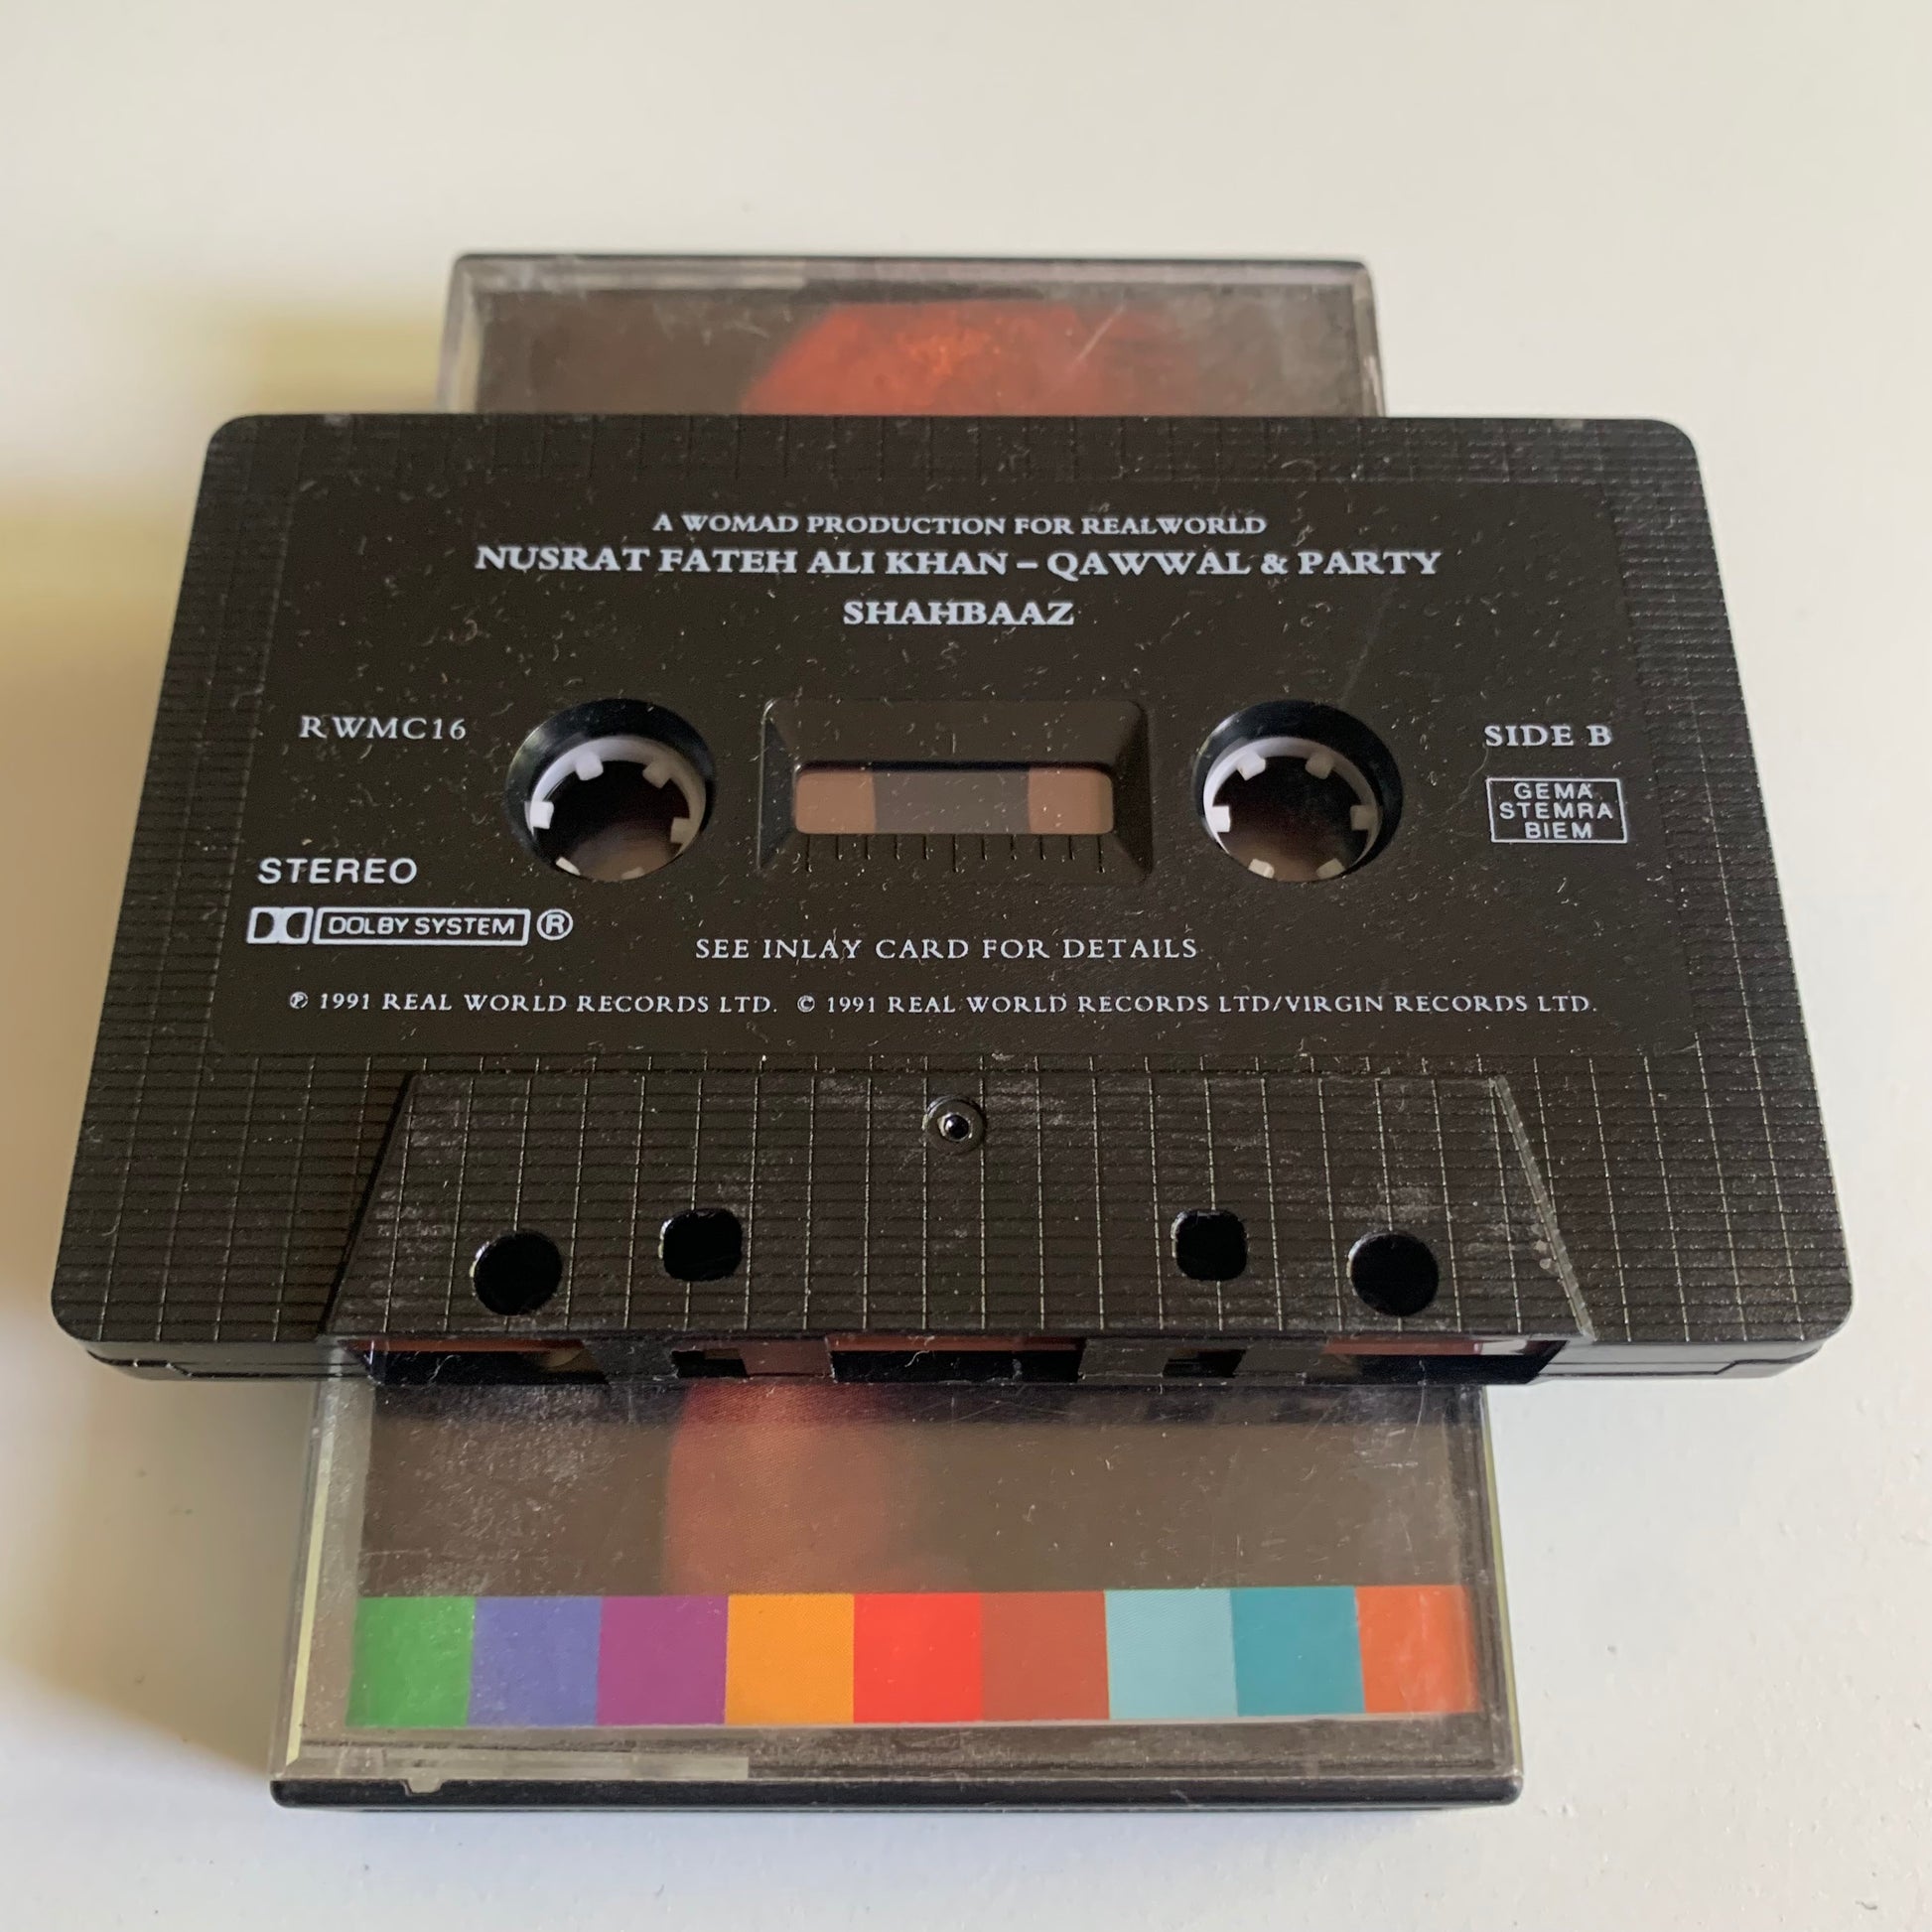 A WOMAD PRODUCTION FOR REALWORLD
NUSRAT FATEH ALI KHAN – QAWWAL & PARTY
SHAHBAAZ
RWMC16
SIDE B
GEMA
STEMRA
BIEM
STEREO
DOLBY SYSTEM ®
SEE INLAY CARD FOR DETAILS
℗ 1991 REAL WORLD RECORDS LTD. © 1991 REAL WORLD RECORDS LTD/VIRGIN RECORDS LTD.